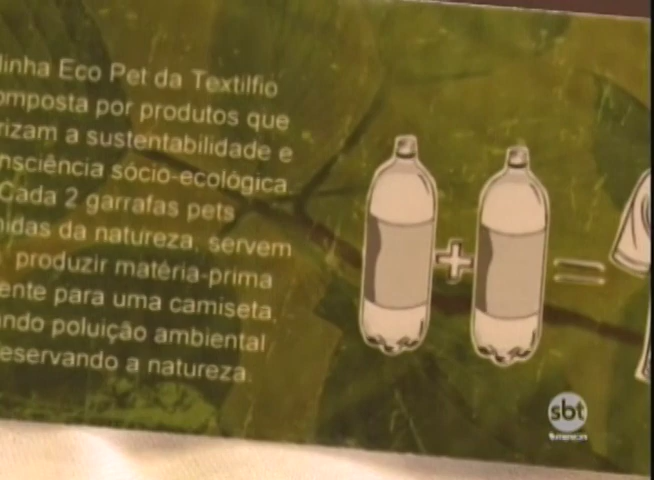 linha Eco Pet da Textilfio
omposta por produtos que
rizam a sustentabilidade e
nsciência sócio-ecológica.
Cada 2 garrafas pets
idas da natureza, servem
produzir matéria-prima
ente para uma camiseta,
ando poluição ambiental
eservando a natureza.
+
=
sbt